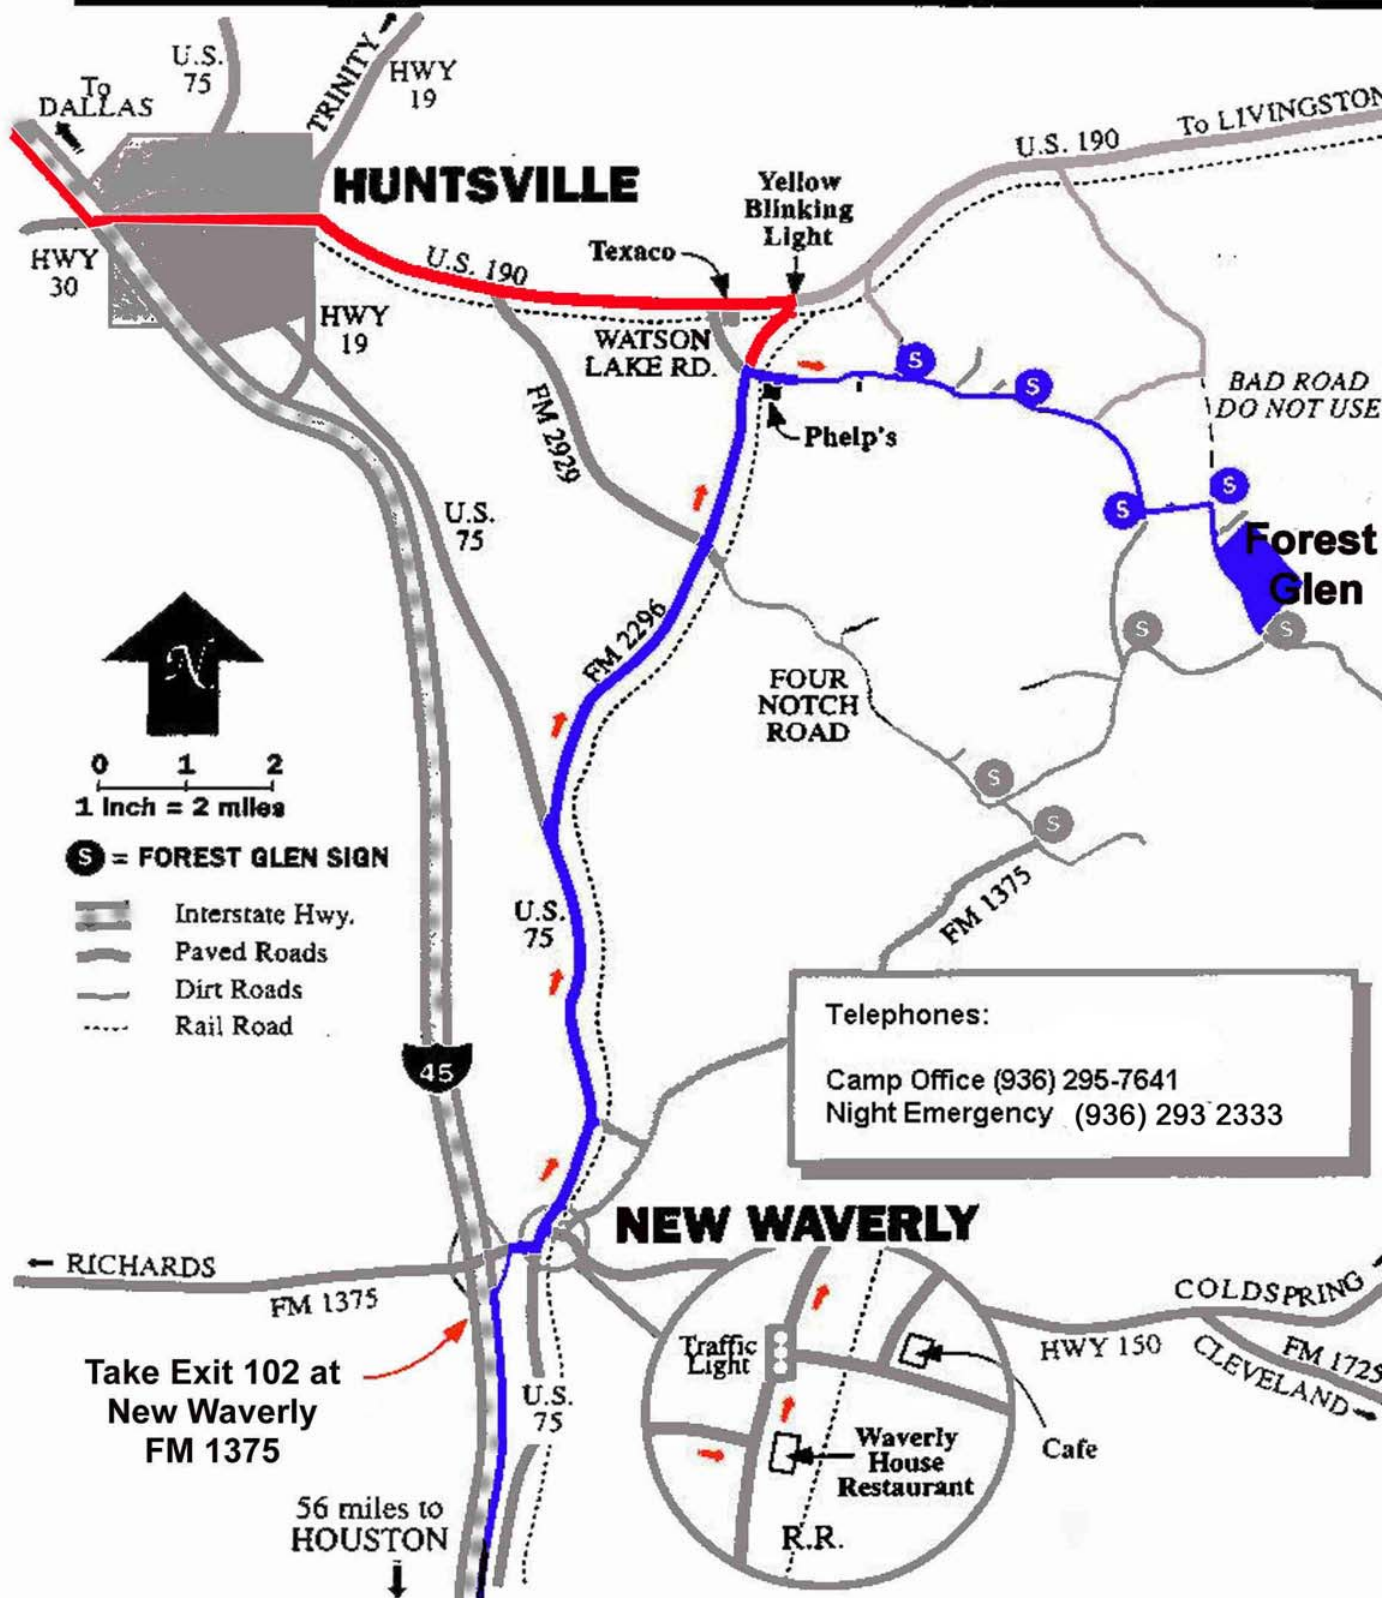 U.S.
75
To
DALLAS
TRINITY
HWY
19
HUNTSVILLE
HWY
30
HWY
19
U.S. 190
Texaco
Yellow
Blinking
Light
U.S. 190
To LIVINGSTON
WATSON
LAKE RD.
S
S
BAD ROAD
DO NOT USE
Phelp's
FM 2929
U.S.
75
S
S
Forest
Glen
N.
FM 2296
FOUR
NOTCH
ROAD
S
S
S
S
0 1 2
1 Inch = 2 miles
S = FOREST GLEN SIGN
Interstate Hwy.
Paved Roads
Dirt Roads
Rail Road
U.S.
75
FM 1375
45
Telephones:
Camp Office (936) 295-7641
Night Emergency (936) 293 2333
NEW WAVERLY
RICHARDS
FM 1375
Take Exit 102 at
New Waverly
FM 1375
U.S.
75
56 miles to
HOUSTON
Traffic
Light
Waverly
House
Restaurant
R.R.
Cafe
COLDSPRING
HWY 150
FM 1725
CLEVELAND